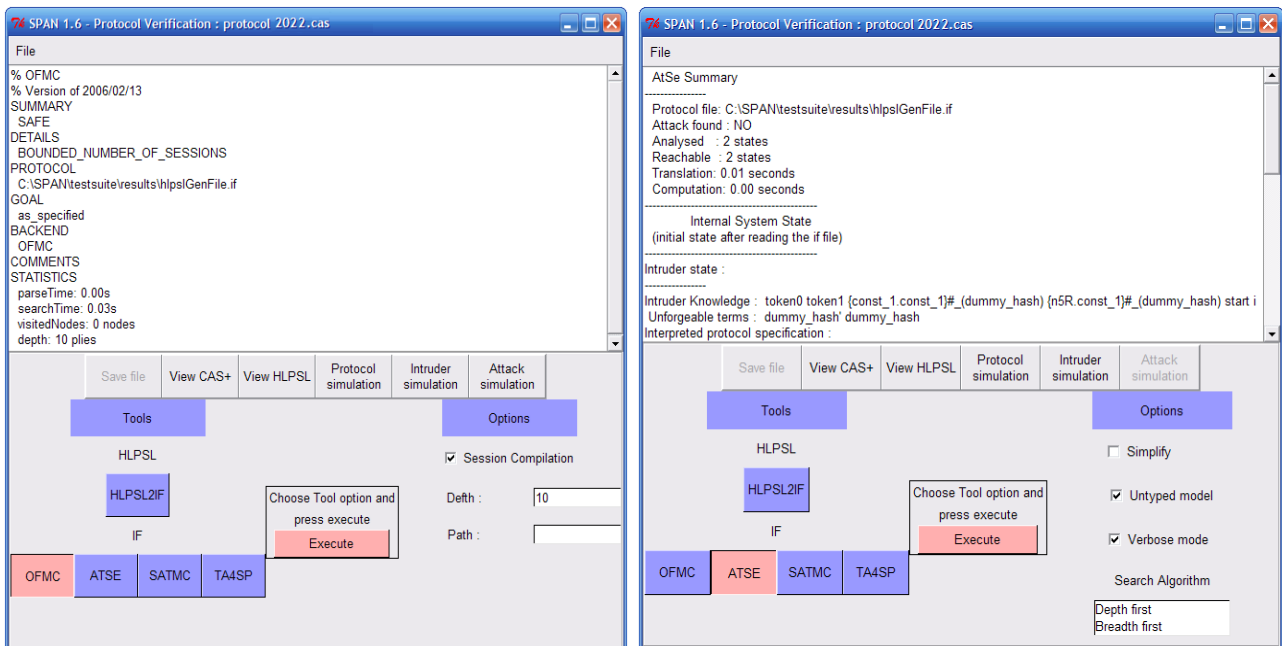 SPAN 1.6 - Protocol Verification : protocol 2022.cas
File
% OFMC
% Version of 2006/02/13
SUMMARY
SAFE
DETAILS
BOUNDED_NUMBER_OF_SESSIONS
PROTOCOL
C:\SPAN\testsuite\results\hlpslGenFile.if
GOAL
as_specified
BACKEND
OFMC
COMMENTS
STATISTICS
parseTime: 0.00s
searchTime: 0.03s
visitedNodes: 0 nodes
depth: 10 plies
Save file
View CAS+
View HLPSL
Protocol
simulation
Intruder
simulation
Attack
simulation
Tools
Options
HLPSL
Session Compilation
HLPSL2IF
Choose Tool option and
press execute
Execute
Defth :
10
Path :
IF
OFMC
ATSE
SATMC
TA4SP
SPAN 1.6 - Protocol Verification : protocol 2022.cas
File
AtSe Summary
----------------
Protocol file: C:\SPAN\testsuite\results\hlpslGenFile.if
Attack found : NO
Analysed : 2 states
Reachable : 2 states
Translation: 0.01 seconds
Computation: 0.00 seconds
--------------------------------------------
Internal System State
(initial state after reading the if file)
--------------------------------------------
Intruder state :
----------------
Intruder Knowledge : token0 token1 {const_1.const_1}#_(dummy_hash) {n5R.const_1}#_(dummy_hash) start i
Unforgeable terms : dummy_hash' dummy_hash
Interpreted protocol specification :
Save file
View CAS+
View HLPSL
Protocol
simulation
Intruder
simulation
Attack
simulation
Tools
Options
HLPSL
Simplify
HLPSL2IF
Choose Tool option and
press execute
Execute
Untyped model
IF
Verbose mode
OFMC
ATSE
SATMC
TA4SP
Search Algorithm
Depth first
Breadth first